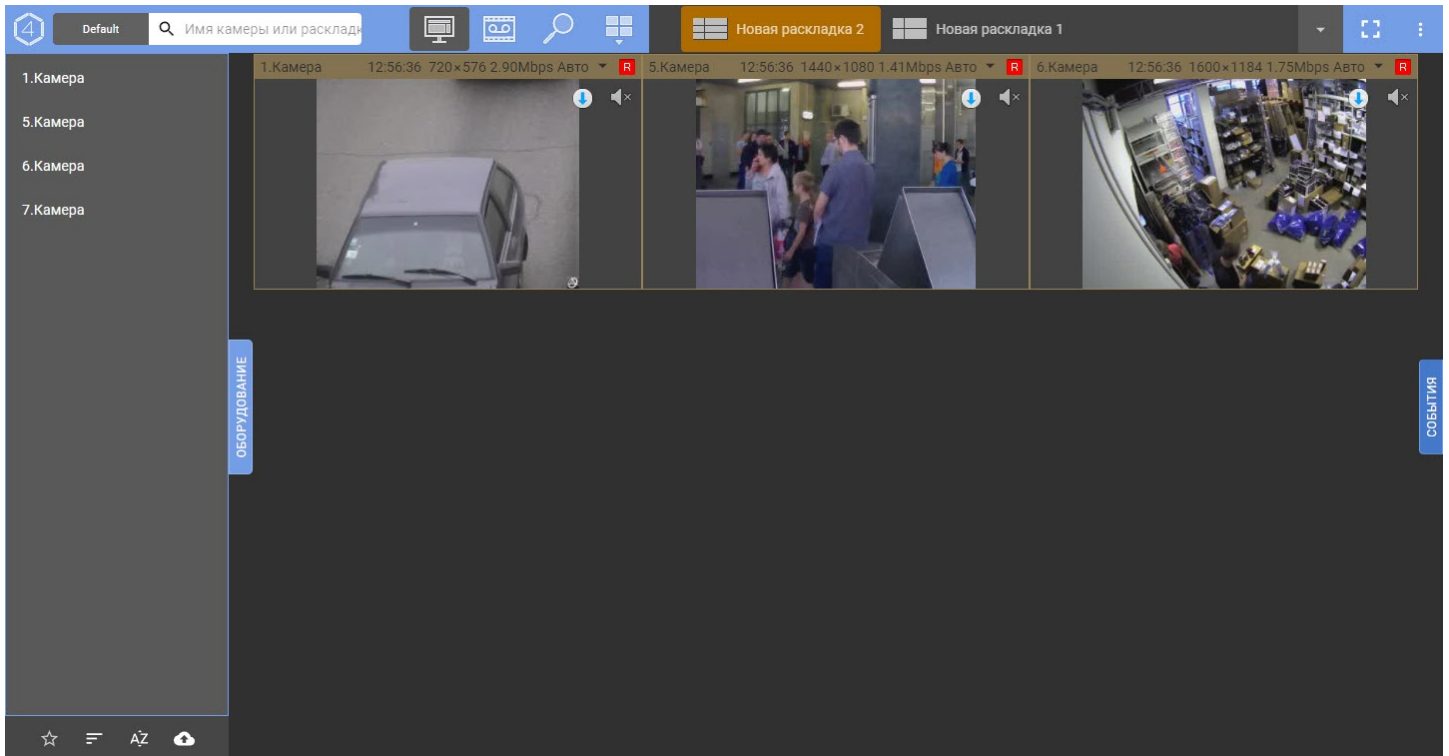 4 Default Имя камеры или раскладк Новая раскладка 2 Новая раскладка 1
1.Камера
5.Камера
6.Камера
7.Камера
ОБОРУДОВАНИЕ
1.Камера 12:56:36 720×576 2.90Mbps Авто R
5.Камера 12:56:36 1440×1080 1.41Mbps Авто R
6.Камера 12:56:36 1600×1184 1.75Mbps Авто R
СОБЫТИЯ
AZ